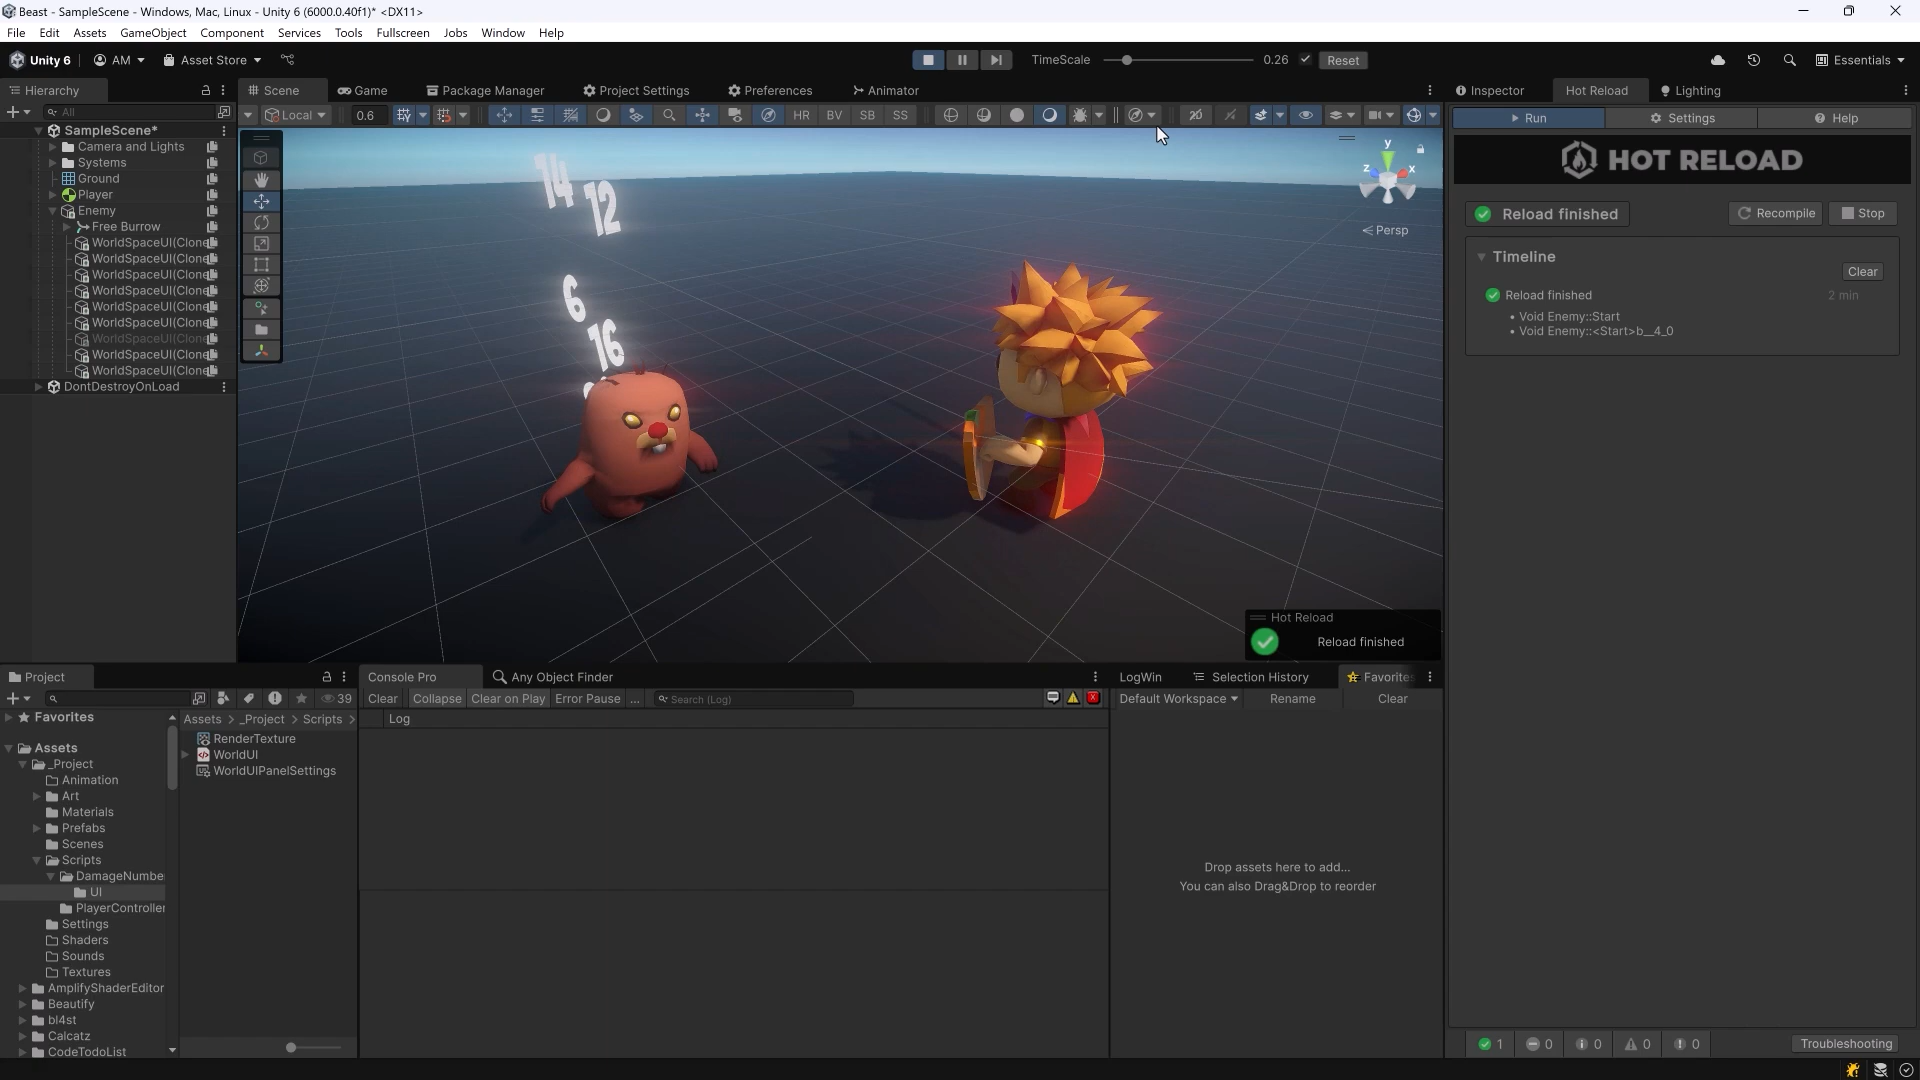 Beast - SampleScene - Windows, Mac, Linux - Unity 6 (6000.0.40f1)* <DX11>
File Edit Assets GameObject Component Services Tools Fullscreen Jobs Window Help
Unity 6 AM Asset Store TimeScale 0.26 Reset Essentials
Hierarchy Scene Game Package Manager Project Settings Preferences Animator Inspector Hot Reload Lighting
All Local 0.6 HR BV SB SS 2D Run Settings Help
SampleScene*
Camera and Lights
Systems
Ground
Player
Enemy
Free Burrow
WorldSpaceUI(Clone
WorldSpaceUI(Clone
WorldSpaceUI(Clone
WorldSpaceUI(Clone
WorldSpaceUI(Clone
WorldSpaceUI(Clone
WorldSpaceUI(Clone
WorldSpaceUI(Clone
WorldSpaceUI(Clone
DontDestroyOnLoad
14
12
6
16
y
z x
Persp
Hot Reload
Reload finished
HOT RELOAD
Reload finished Recompile Stop
Timeline
Clear
Reload finished 2 min
• Void Enemy::Start
• Void Enemy::<Start>b__4_0
Project Console Pro Any Object Finder LogWin Selection History Favorites
39 Clear Collapse Clear on Play Error Pause ... Search (Log) Default Workspace Rename Clear
Favorites Assets > _Project > Scripts > Log
Assets
_Project
Animation
Art
Materials
Prefabs
Scenes
Scripts
DamageNumbe
UI
PlayerController
Settings
Shaders
Sounds
Textures
AmplifyShaderEditor
Beautify
bl4st
Calcatz
CodeTodoList
RenderTexture
WorldUI
WorldUIPanelSettings
Drop assets here to add...
You can also Drag&Drop to reorder
1 0 0 0 0 Troubleshooting